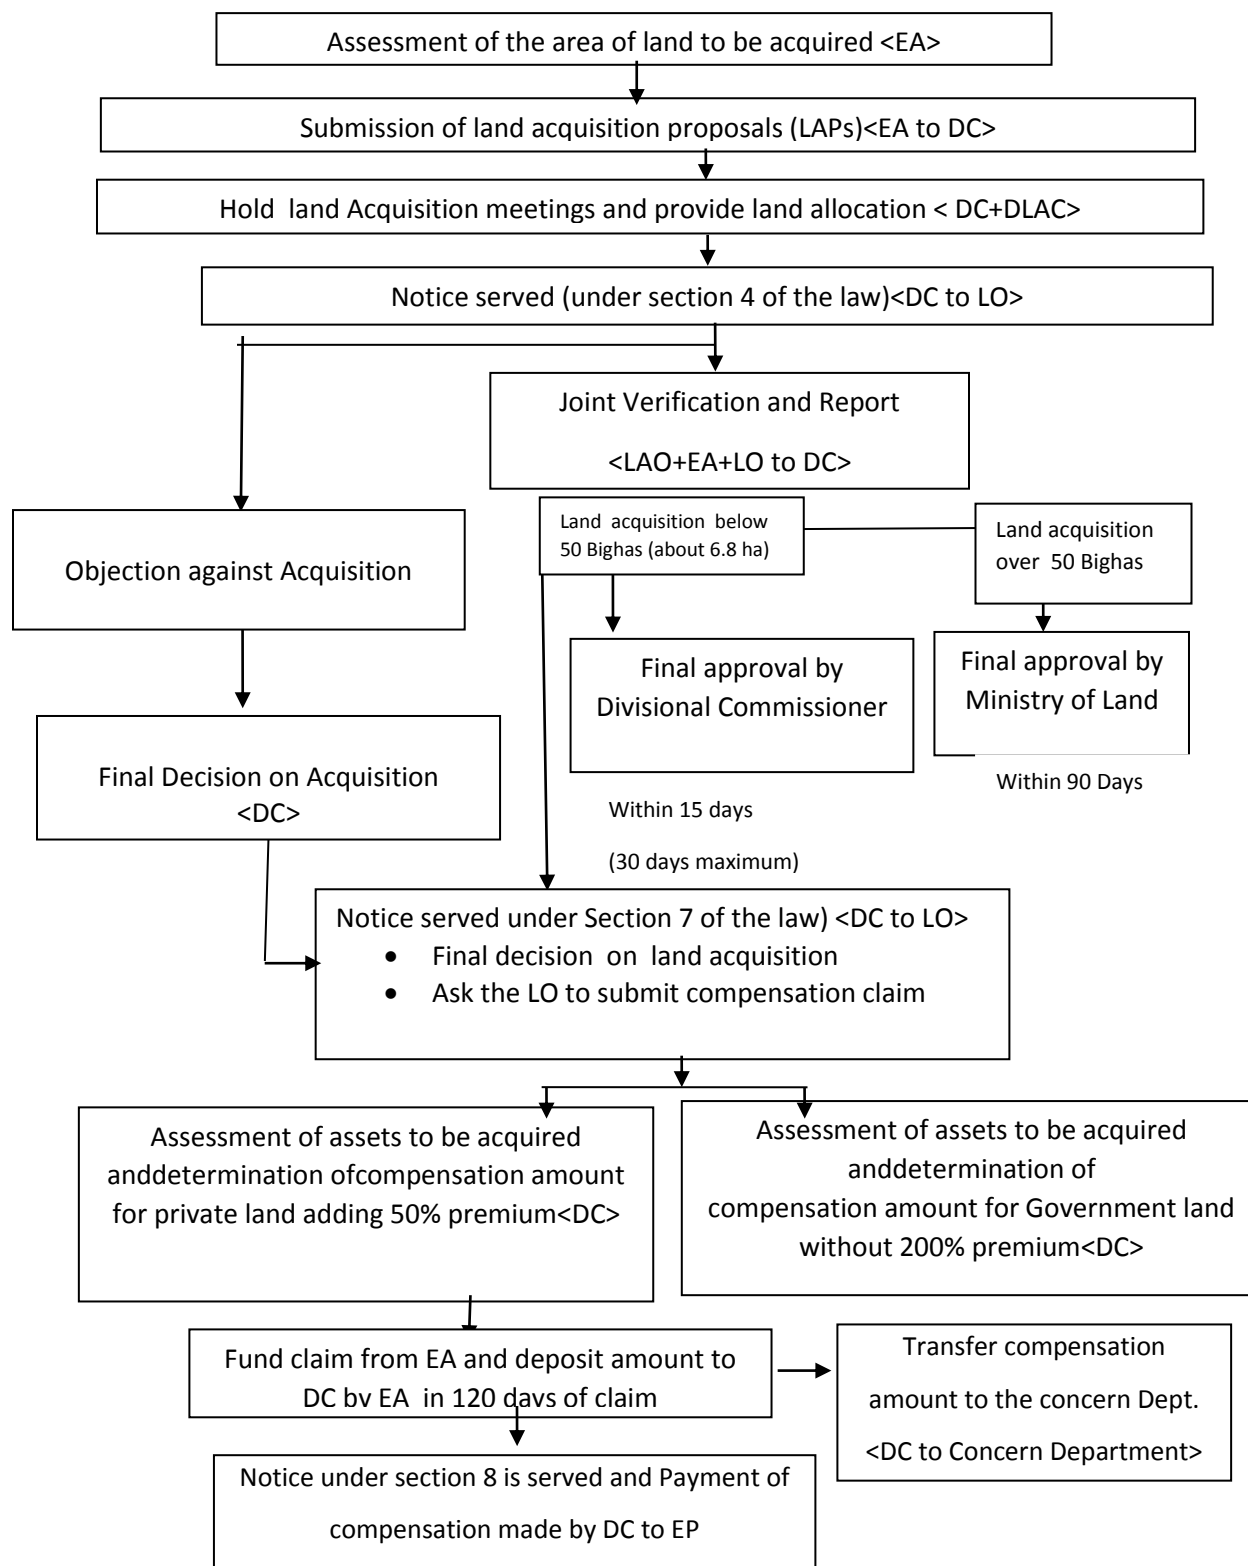 Assessment of the area of land to be acquired <EA>
Submission of land acquisition proposals (LAPs)<EA to DC>
Hold land Acquisition meetings and provide land allocation < DC+DLAC>
Notice served (under section 4 of the law)<DC to LO>
Joint Verification and Report
<LAO+EA+LO to DC>
Land acquisition below
50 Bighas (about 6.8 ha)
Land acquisition
over 50 Bighas
Objection against Acquisition
Final approval by
Divisional Commissioner
Final approval by
Ministry of Land
Final Decision on Acquisition
<DC>
Within 90 Days
Within 15 days
(30 days maximum)
Notice served under Section 7 of the law) <DC to LO>
• Final decision on land acquisition
• Ask the LO to submit compensation claim
Assessment of assets to be acquired
anddetermination ofcompensation amount
for private land adding 50% premium<DC>
Assessment of assets to be acquired
anddetermination of
compensation amount for Government land
without 200% premium<DC>
Fund claim from EA and deposit amount to
DC by EA in 120 days of claim
Transfer compensation
amount to the concern Dept.
<DC to Concern Department>
Notice under section 8 is served and Payment of
compensation made by DC to EP